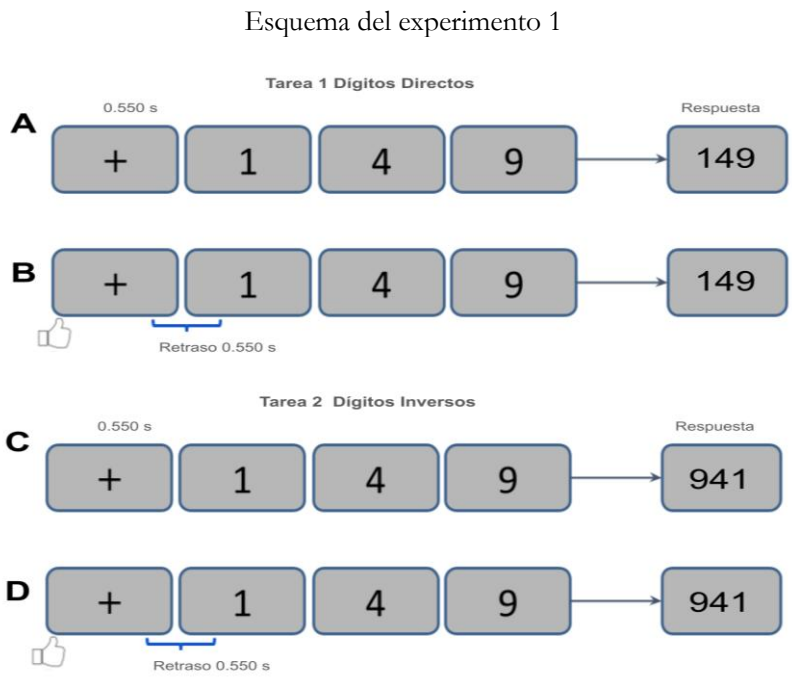 Esquema del experimento 1
Tarea 1 Dígitos Directos
0.550 s Respuesta
A + 1 4 9 149
B + 1 4 9 149
Retraso 0.550 s
Tarea 2 Dígitos Inversos
0.550 s Respuesta
C + 1 4 9 941
D + 1 4 9 941
Retraso 0.550 s